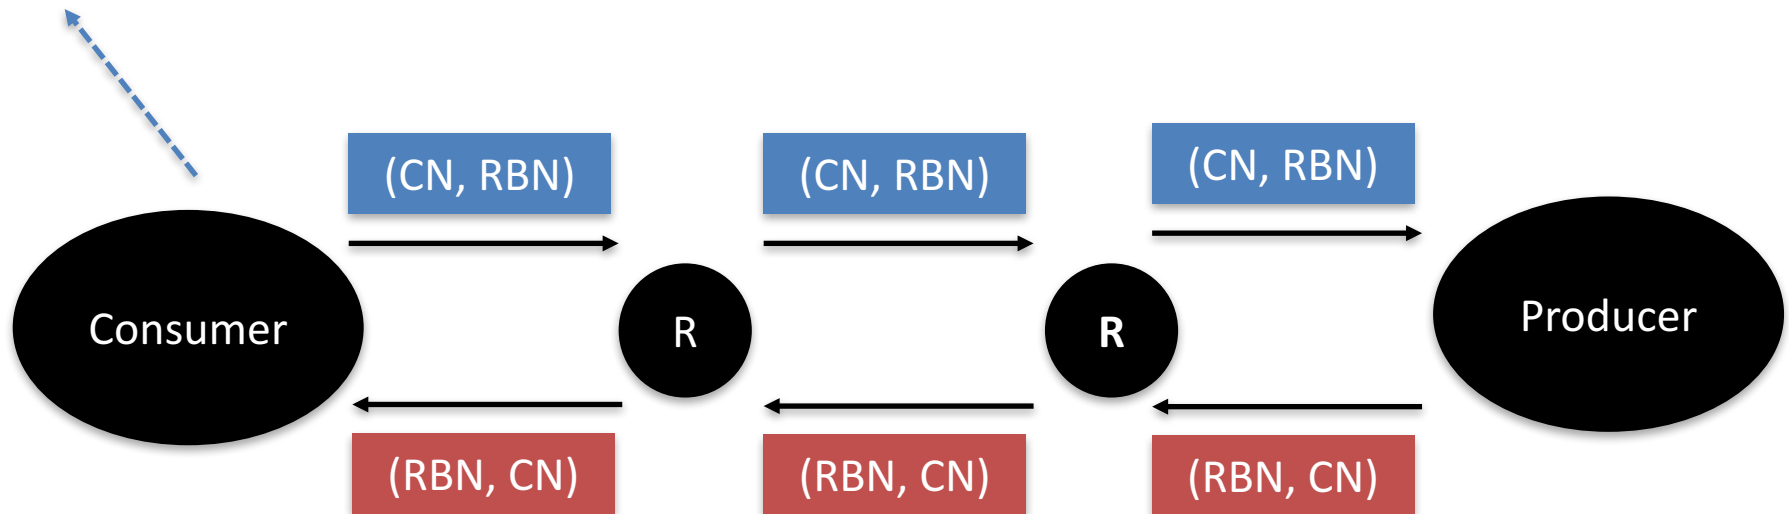 (CN, RBN)
(CN, RBN)
(CN, RBN)
Consumer
R
R
Producer
(RBN, CN)
(RBN, CN)
(RBN, CN)